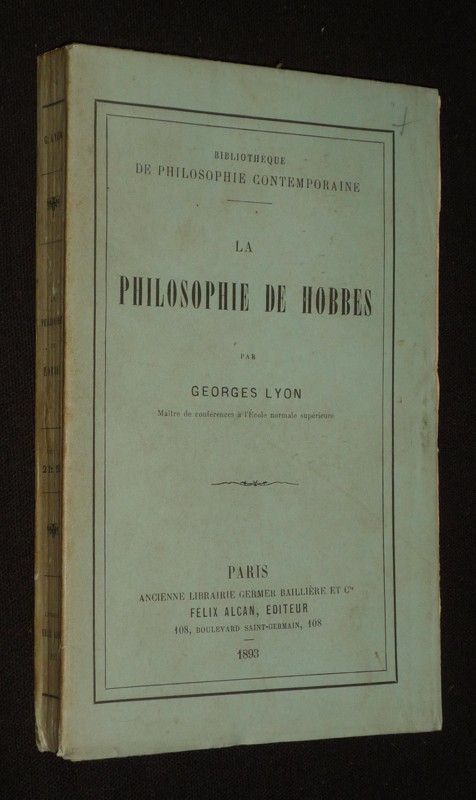 BIBLIOTHÈQUE
DE PHILOSOPHIE CONTEMPORAINE
LA
PHILOSOPHIE DE HOBBES
PAR
GEORGES LYON
Maître de conférences à l'École normale supérieure
PARIS
ANCIENNE LIBRAIRIE GERMER BAILLIÈRE ET Cie
FELIX ALCAN, EDITEUR
108, BOULEVARD SAINT-GERMAIN, 108
1893